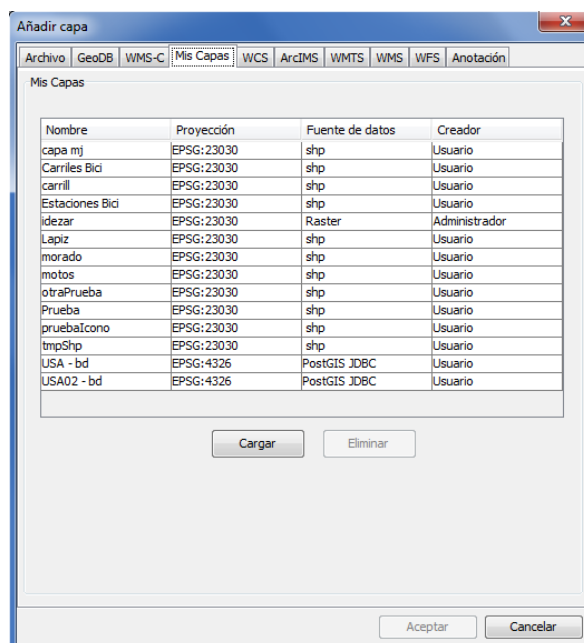 Añadir capa
Archivo GeoDB WMS-C Mis Capas WCS ArcIMS WMTS WMS WFS Anotación
Mis Capas
Nombre Proyección Fuente de datos Creador
capa mj EPSG:23030 shp Usuario
Carriles Bici EPSG:23030 shp Usuario
carrill EPSG:23030 shp Usuario
Estaciones Bici EPSG:23030 shp Usuario
idezar EPSG:23030 Raster Administrador
Lapiz EPSG:23030 shp Usuario
morado EPSG:23030 shp Usuario
motos EPSG:23030 shp Usuario
otraPrueba EPSG:23030 shp Usuario
Prueba EPSG:23030 shp Usuario
pruebaIcono EPSG:23030 shp Usuario
tmpShp EPSG:23030 shp Usuario
USA - bd EPSG:4326 PostGIS JDBC Usuario
USA02 - bd EPSG:4326 PostGIS JDBC Usuario
Cargar Eliminar
Aceptar Cancelar